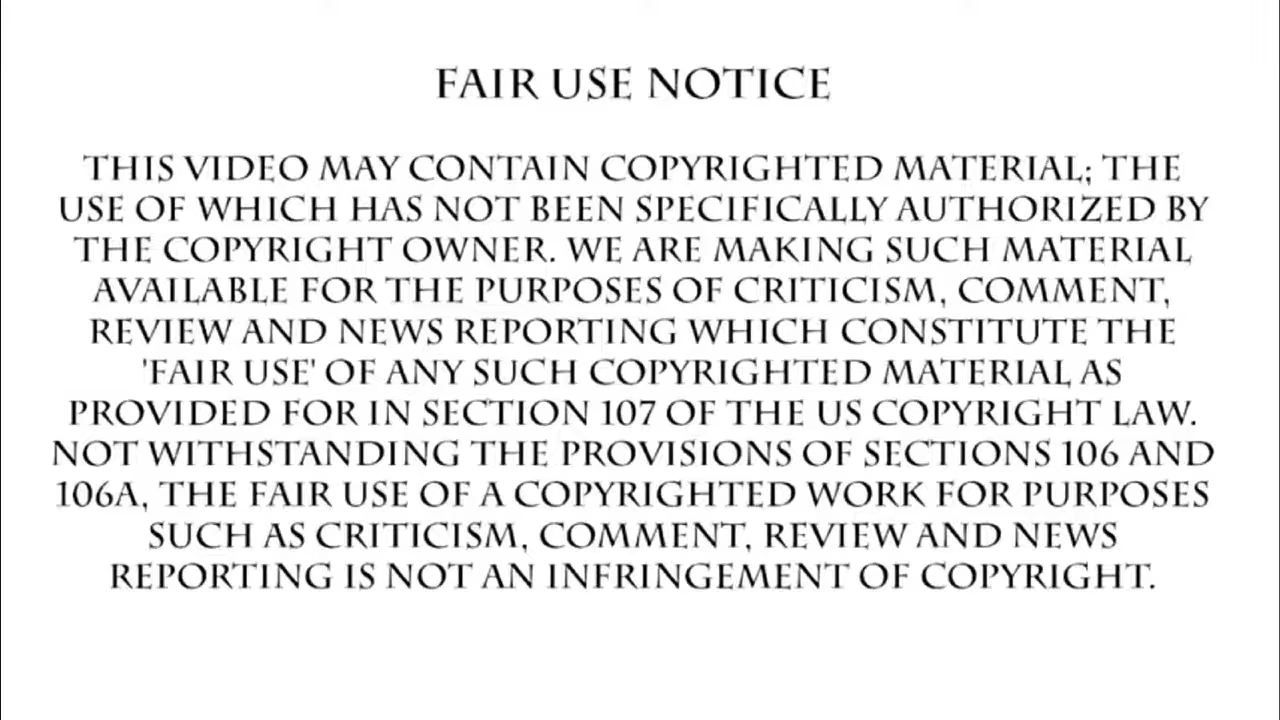 FAIR USE NOTICE
THIS VIDEO MAY CONTAIN COPYRIGHTED MATERIAL; THE
USE OF WHICH HAS NOT BEEN SPECIFICALLY AUTHORIZED BY
THE COPYRIGHT OWNER. WE ARE MAKING SUCH MATERIAL
AVAILABLE FOR THE PURPOSES OF CRITICISM, COMMENT,
REVIEW AND NEWS REPORTING WHICH CONSTITUTE THE
'FAIR USE' OF ANY SUCH COPYRIGHTED MATERIAL AS
PROVIDED FOR IN SECTION 107 OF THE US COPYRIGHT LAW.
NOT WITHSTANDING THE PROVISIONS OF SECTIONS 106 AND
106A, THE FAIR USE OF A COPYRIGHTED WORK FOR PURPOSES
SUCH AS CRITICISM, COMMENT, REVIEW AND NEWS
REPORTING IS NOT AN INFRINGEMENT OF COPYRIGHT.